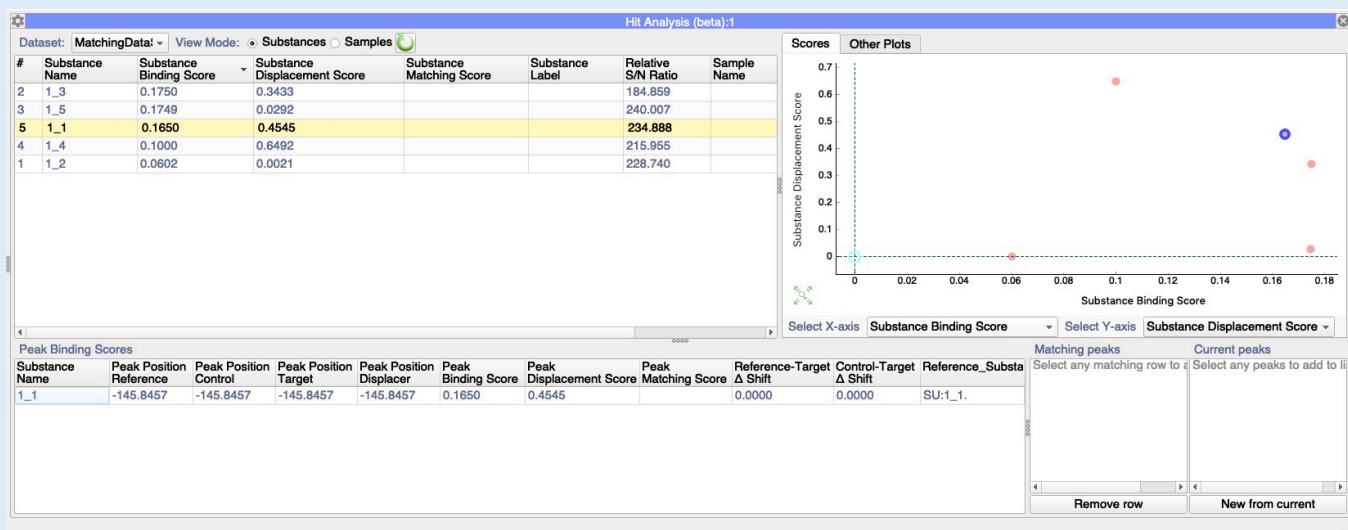 Hit Analysis (beta):1
Dataset: MatchingData! View Mode: Substances Samples
# Substance Name Substance Binding Score Substance Displacement Score Substance Matching Score Substance Label Relative S/N Ratio Sample Name
2 1_3 0.1750 0.3433 184.859
3 1_5 0.1749 0.0292 240.007
5 1_1 0.1650 0.4545 234.888
4 1_4 0.1000 0.6492 215.955
1 1_2 0.0602 0.0021 228.740
Scores Other Plots
0.7
0.6
0.5
0.4
0.3
0.2
0.1
0
Substance Displacement Score
0 0.02 0.04 0.06 0.08 0.1 0.12 0.14 0.16 0.18
Substance Binding Score
Select X-axis Substance Binding Score Select Y-axis Substance Displacement Score
Peak Binding Scores
Substance Name Peak Position Reference Peak Position Control Peak Position Target Peak Position Displacer Peak Binding Score Peak Displacement Score Peak Matching Score Reference-Target Δ Shift Control-Target Δ Shift Reference_Substa
1_1 -145.8457 -145.8457 -145.8457 -145.8457 0.1650 0.4545 0.0000 0.0000 SU:1_1.
Matching peaks
Select any matching row to a
Remove row
Current peaks
Select any peaks to add to li
New from current